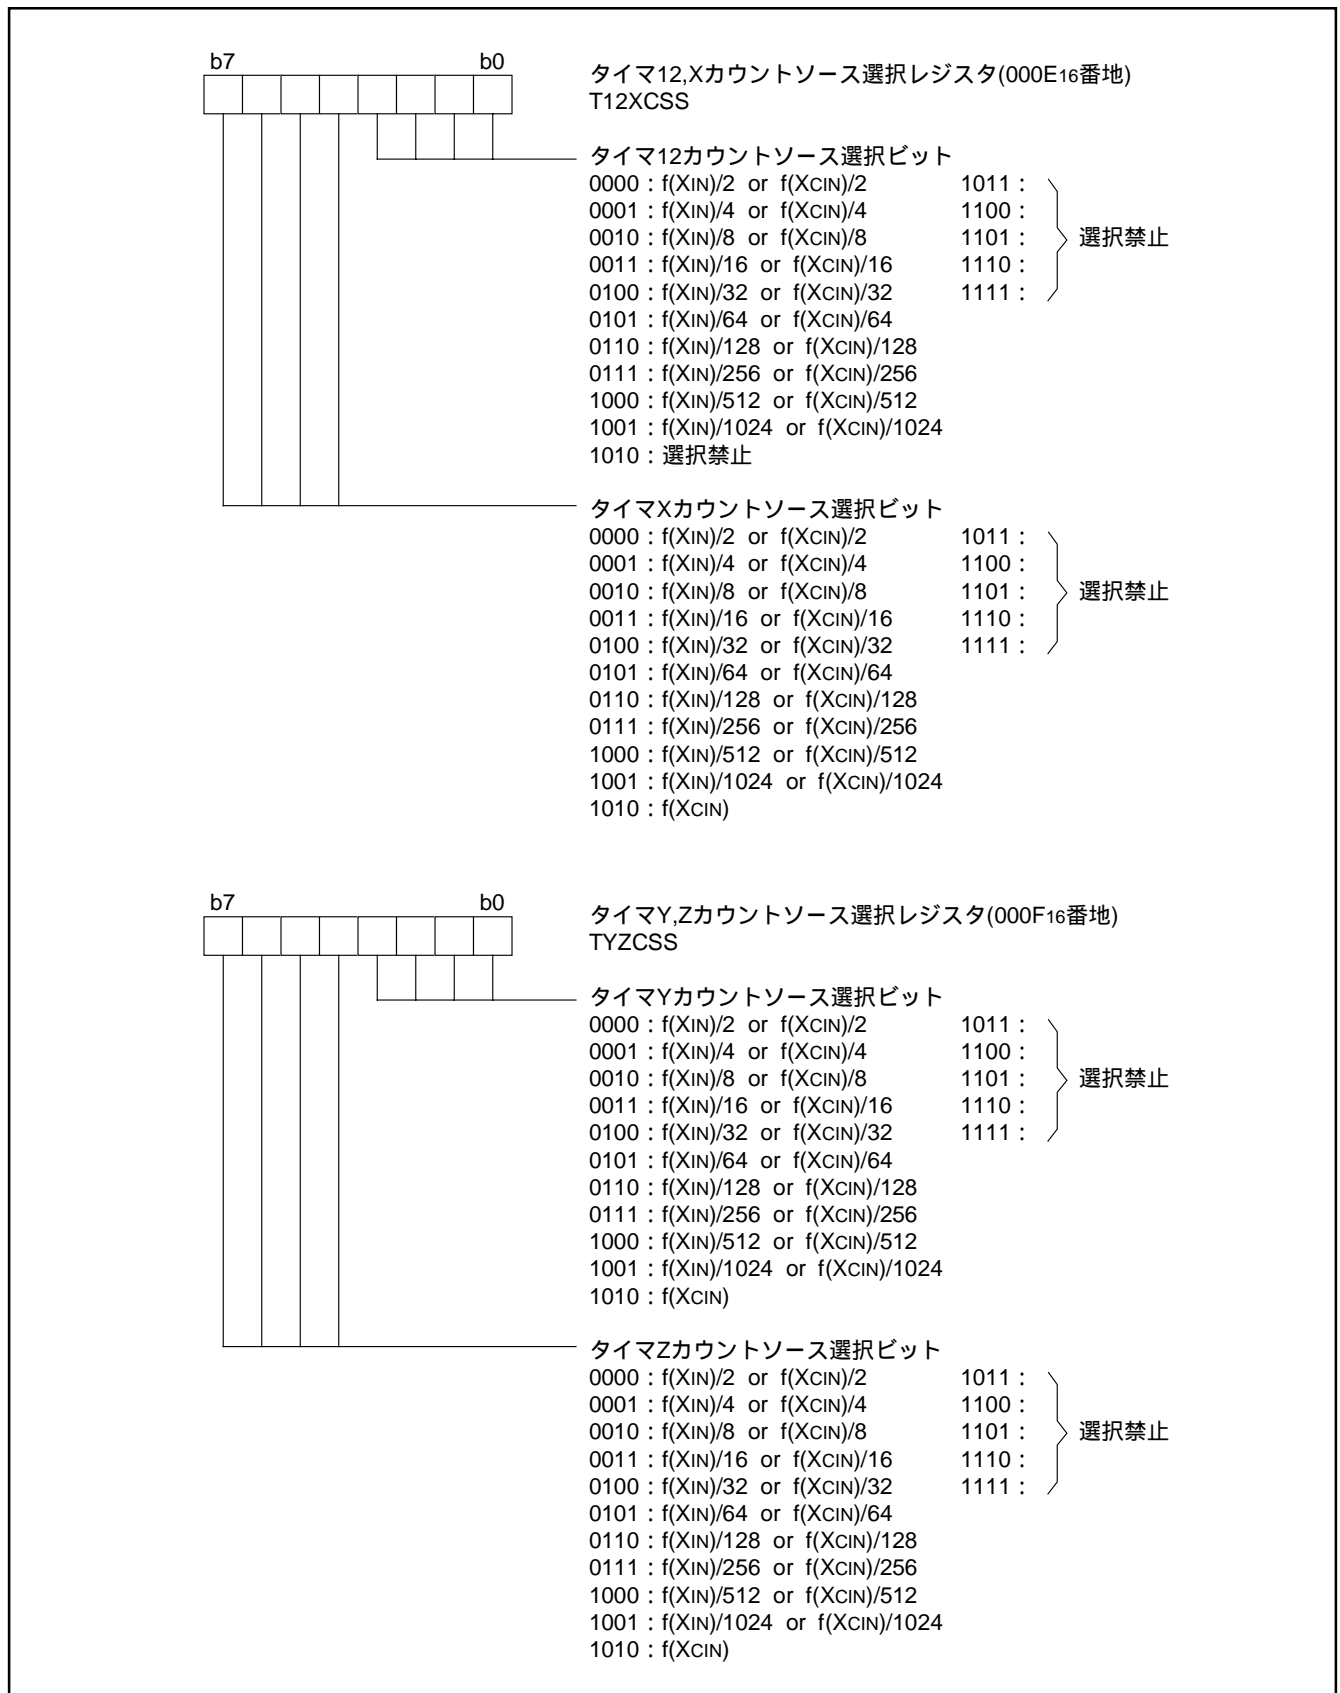 b7 b0
タイマ12,Xカウントソース選択レジスタ(000E16番地)
T12XCSS
タイマ12カウントソース選択ビット
0000：f(XIN)/2 or f(XCIN)/2 1011：
0001：f(XIN)/4 or f(XCIN)/4 1100：
0010：f(XIN)/8 or f(XCIN)/8 1101： 選択禁止
0011：f(XIN)/16 or f(XCIN)/16 1110：
0100：f(XIN)/32 or f(XCIN)/32 1111：
0101：f(XIN)/64 or f(XCIN)/64
0110：f(XIN)/128 or f(XCIN)/128
0111：f(XIN)/256 or f(XCIN)/256
1000：f(XIN)/512 or f(XCIN)/512
1001：f(XIN)/1024 or f(XCIN)/1024
1010：選択禁止
タイマXカウントソース選択ビット
0000：f(XIN)/2 or f(XCIN)/2 1011：
0001：f(XIN)/4 or f(XCIN)/4 1100：
0010：f(XIN)/8 or f(XCIN)/8 1101： 選択禁止
0011：f(XIN)/16 or f(XCIN)/16 1110：
0100：f(XIN)/32 or f(XCIN)/32 1111：
0101：f(XIN)/64 or f(XCIN)/64
0110：f(XIN)/128 or f(XCIN)/128
0111：f(XIN)/256 or f(XCIN)/256
1000：f(XIN)/512 or f(XCIN)/512
1001：f(XIN)/1024 or f(XCIN)/1024
1010：f(XCIN)
b7 b0
タイマY,Zカウントソース選択レジスタ(000F16番地)
TYZCSS
タイマYカウントソース選択ビット
0000：f(XIN)/2 or f(XCIN)/2 1011：
0001：f(XIN)/4 or f(XCIN)/4 1100：
0010：f(XIN)/8 or f(XCIN)/8 1101： 選択禁止
0011：f(XIN)/16 or f(XCIN)/16 1110：
0100：f(XIN)/32 or f(XCIN)/32 1111：
0101：f(XIN)/64 or f(XCIN)/64
0110：f(XIN)/128 or f(XCIN)/128
0111：f(XIN)/256 or f(XCIN)/256
1000：f(XIN)/512 or f(XCIN)/512
1001：f(XIN)/1024 or f(XCIN)/1024
1010：f(XCIN)
タイマZカウントソース選択ビット
0000：f(XIN)/2 or f(XCIN)/2 1011：
0001：f(XIN)/4 or f(XCIN)/4 1100：
0010：f(XIN)/8 or f(XCIN)/8 1101： 選択禁止
0011：f(XIN)/16 or f(XCIN)/16 1110：
0100：f(XIN)/32 or f(XCIN)/32 1111：
0101：f(XIN)/64 or f(XCIN)/64
0110：f(XIN)/128 or f(XCIN)/128
0111：f(XIN)/256 or f(XCIN)/256
1000：f(XIN)/512 or f(XCIN)/512
1001：f(XIN)/1024 or f(XCIN)/1024
1010：f(XCIN)